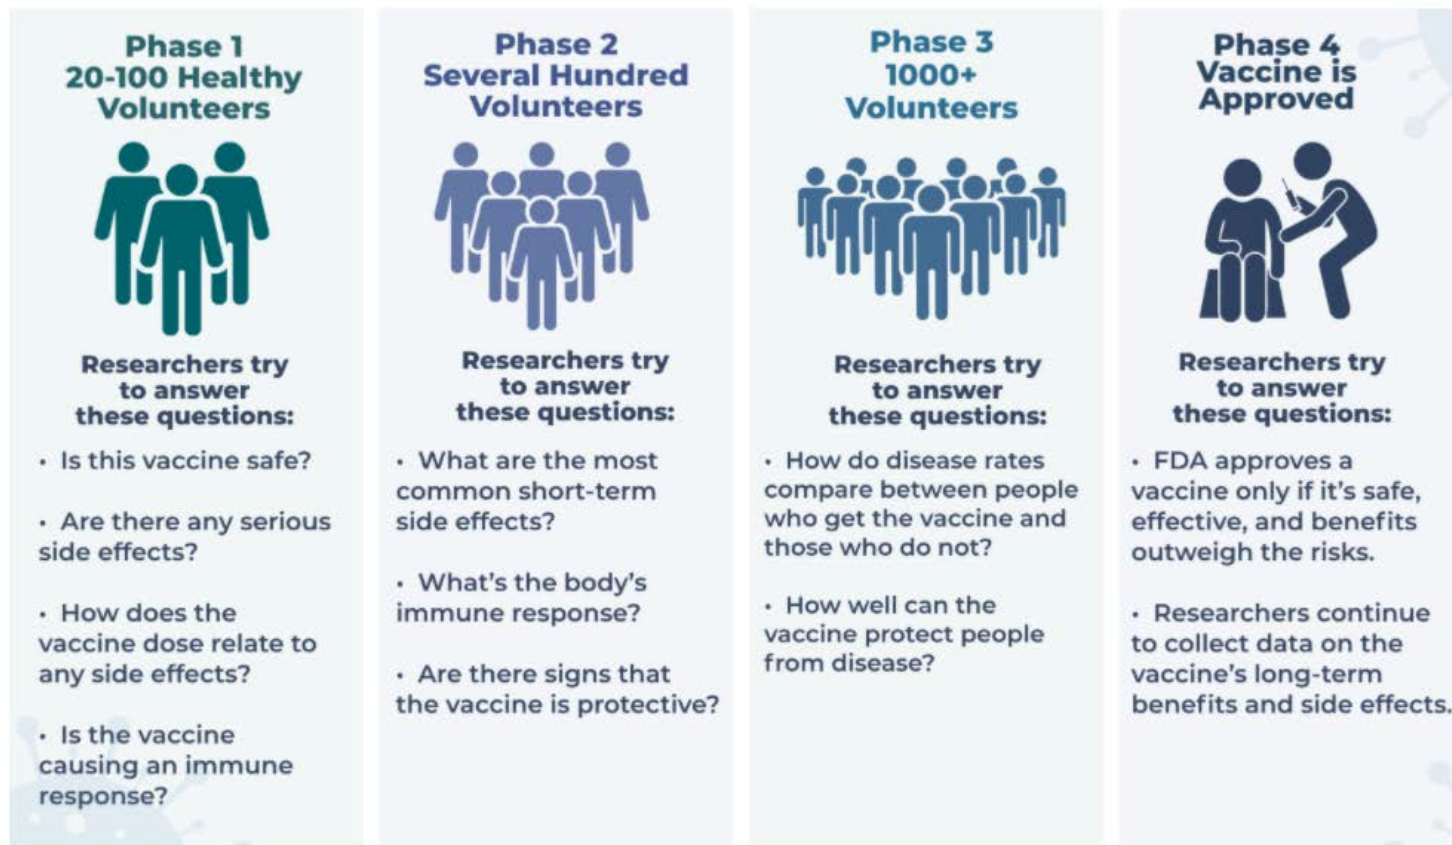 Phase 1
20-100 Healthy
Volunteers
Researchers try
to answer
these questions:
• Is this vaccine safe?
• Are there any serious
side effects?
• How does the
vaccine dose relate to
any side effects?
• Is the vaccine
causing an immune
response?
Phase 2
Several Hundred
Volunteers
Researchers try
to answer
these questions:
• What are the most
common short-term
side effects?
• What's the body's
immune response?
• Are there signs that
the vaccine is protective?
Phase 3
1000+
Volunteers
Researchers try
to answer
these questions:
• How do disease rates
compare between people
who get the vaccine and
those who do not?
• How well can the
vaccine protect people
from disease?
Phase 4
Vaccine is
Approved
Researchers try
to answer
these questions:
• FDA approves a
vaccine only if it's safe,
effective, and benefits
outweigh the risks.
• Researchers continue
to collect data on the
vaccine's long-term
benefits and side effects.